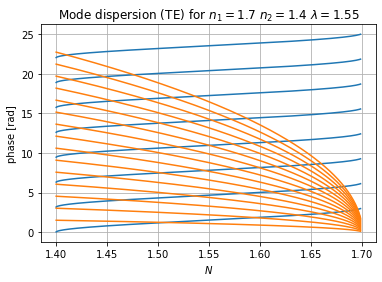 Mode dispersion (TE) for n₁ = 1.7 n₂ = 1.4 λ = 1.55
phase [rad]
25
20
15
10
5
0
1.40 1.45 1.50 1.55 1.60 1.65 1.70
N